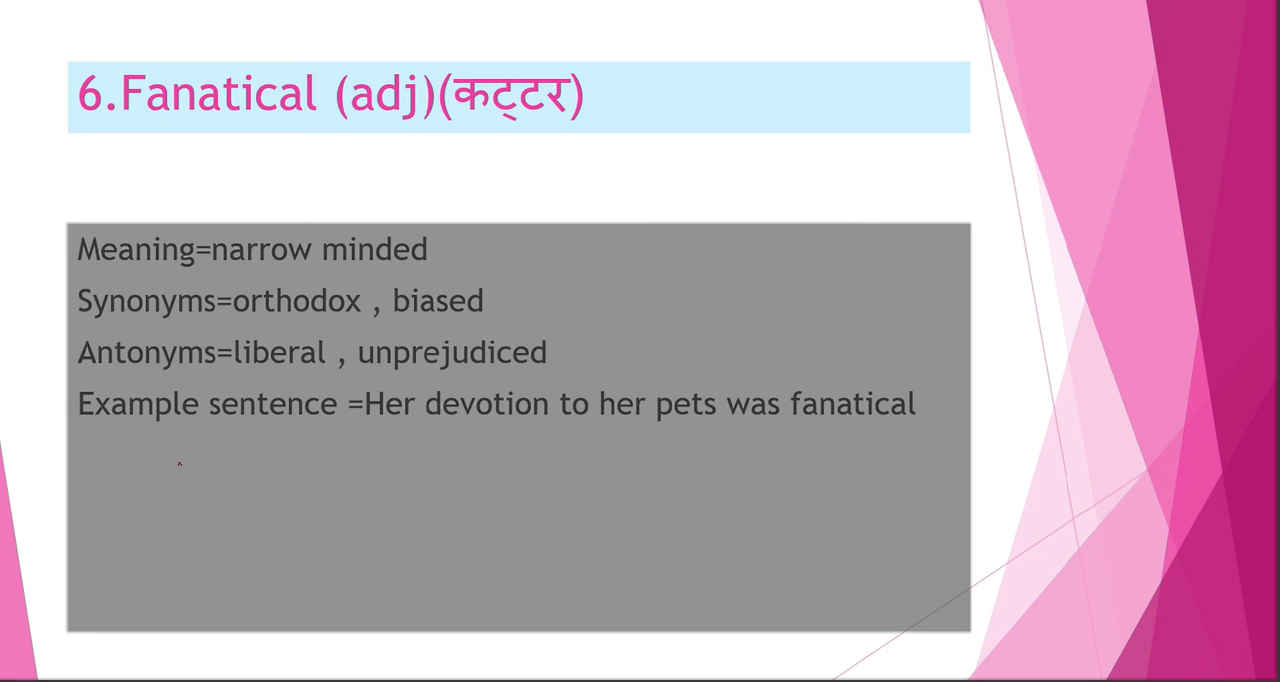 6.Fanatical (adj)(कट्टर)
Meaning=narrow minded
Synonyms=orthodox , biased
Antonyms=liberal , unprejudiced
Example sentence =Her devotion to her pets was fanatical